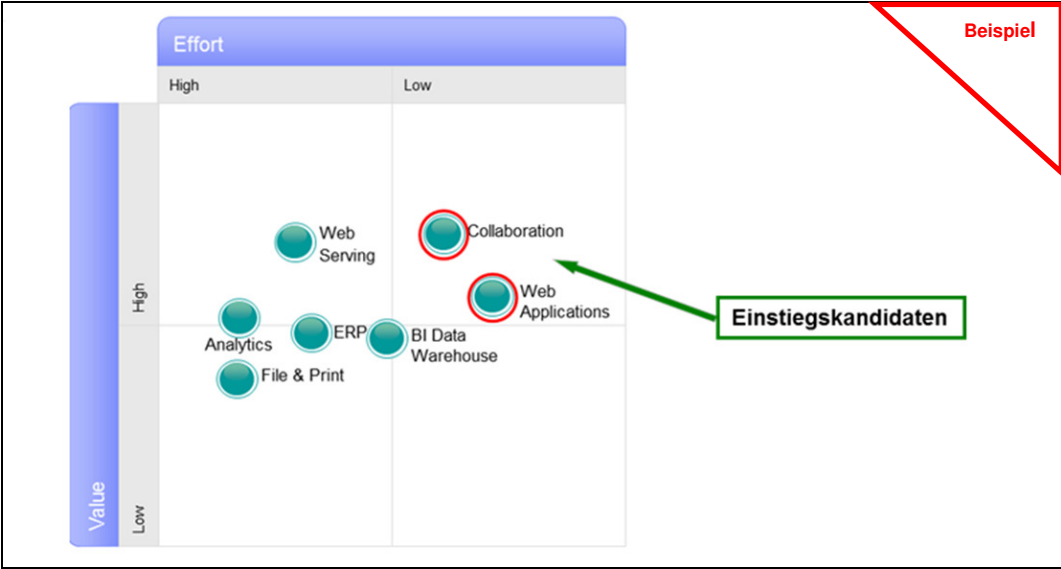 Beispiel
Effort
High
Low
Value
High
Low
Web
Serving
Collaboration
Web
Applications
Analytics
ERP
BI Data
Warehouse
File & Print
Einstiegskandidaten